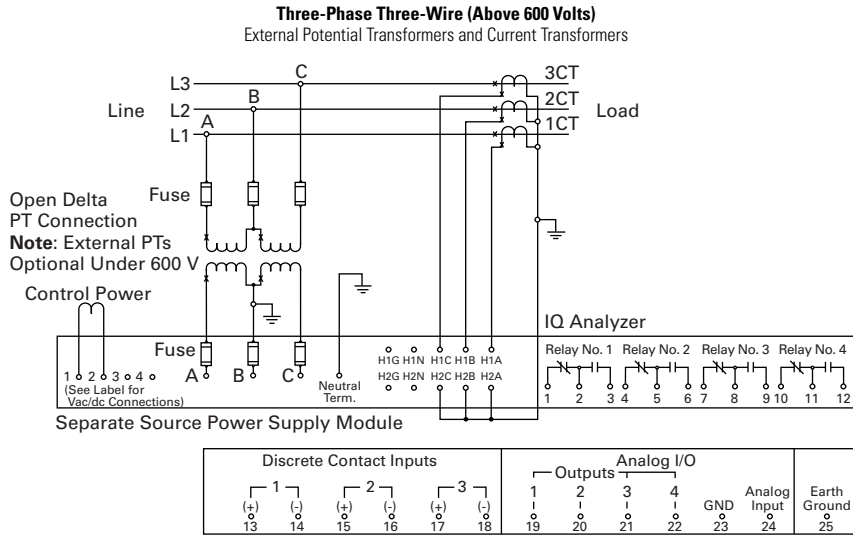 Three-Phase Three-Wire (Above 600 Volts)
External Potential Transformers and Current Transformers
L3 C 3CT
Line L2 B 2CT Load
L1 A 1CT
Fuse
Open Delta
PT Connection
Note: External PTs
Optional Under 600 V
Control Power
IQ Analyzer
Fuse
H1G H1N H1C H1B H1A
Relay No. 1 Relay No. 2 Relay No. 3 Relay No. 4
1 2 3 4
A B C
H2G H2N H2C H2B H2A
(See Label for
Vac/dc Connections)
Neutral
Term.
1 2 3 4 5 6 7 8 9 10 11 12
Separate Source Power Supply Module
Discrete Contact Inputs Analog I/O
Outputs
1 2 3 1 2 3 4
(+) (-) (+) (-) (+) (-) GND Analog
Input
Earth
Ground
13 14 15 16 17 18 19 20 21 22 23 24 25